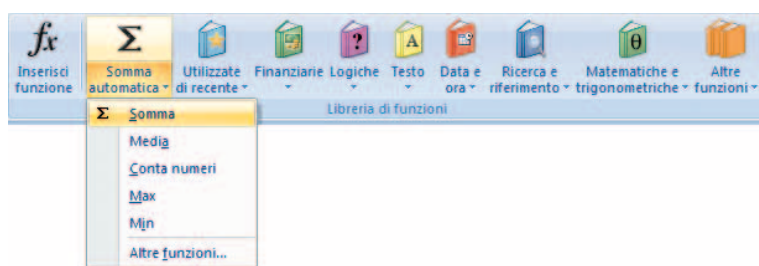 fx Σ ? A θ
Inserisci Somma Utilizzate Finanziarie Logiche Testo Data e Ricerca e Matematiche e Altre
funzione automatica di recente ora riferimento trigonometriche funzioni
Libreria di funzioni
Σ Somma
Media
Conta numeri
Max
Min
Altre funzioni...